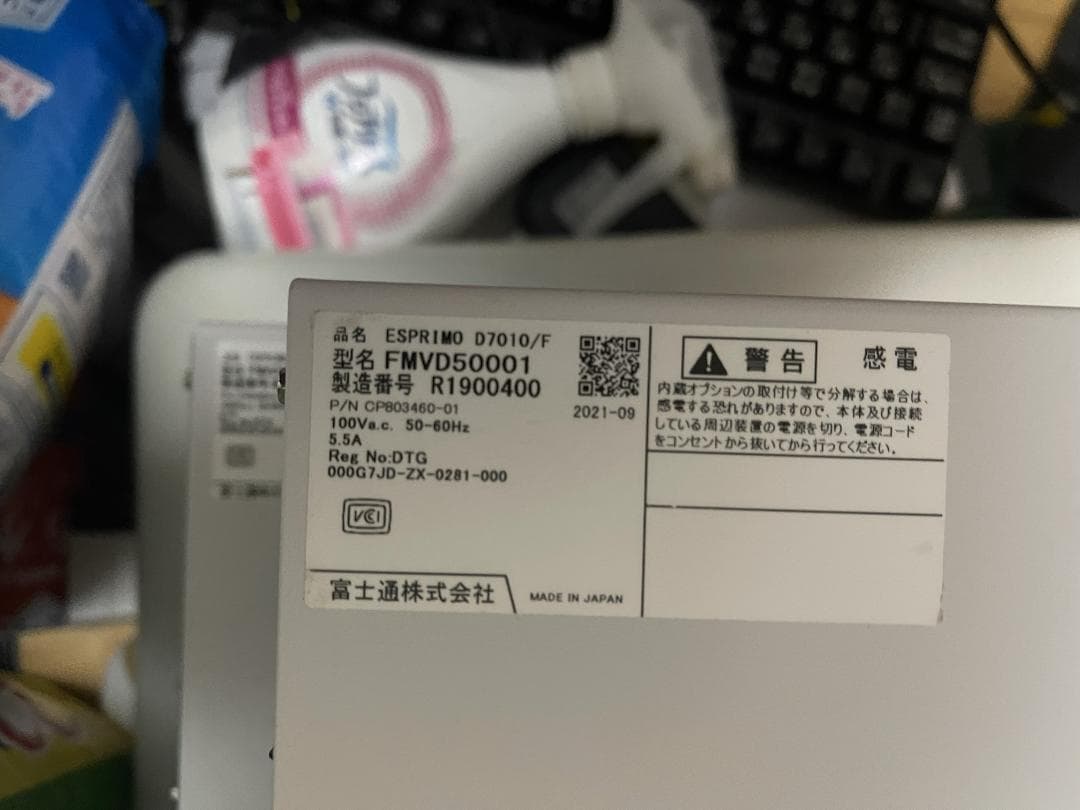 品名 ESPRIMO D7010/F
型名 FMVD50001
製造番号 R1900400
P/N CP803460-01
2021-09
100Va.c. 50-60Hz
5.5A
Reg No:DTG
000G7JD-ZX-0281-000
VCI
富士通株式会社
MADE IN JAPAN
警告 感電
内蔵オプションの取付け等で分解する場合は、
感電する恐れがありますので、本体及び接続
している周辺装置の電源を切り、電源コード
をコンセントから抜いてから行ってください。